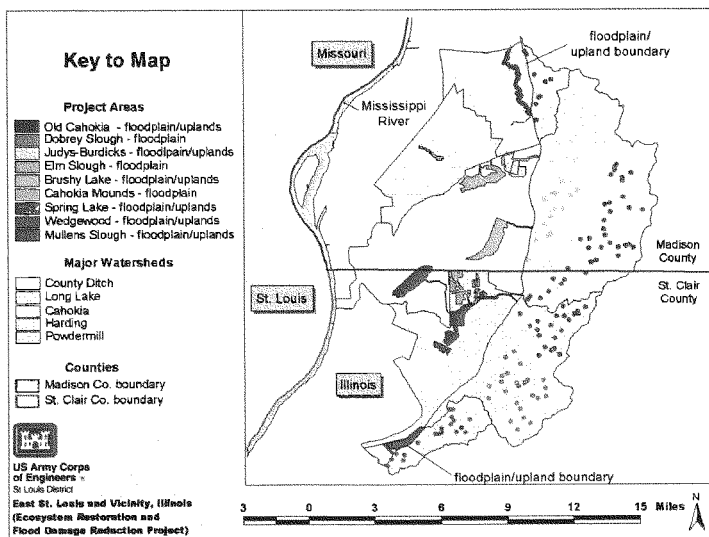 Key to Map
Project Areas
Old Cahokia - floodplain/uplands
Dobrey Slough - floodplain
Judys-Burdicks - floodpain/uplands
Elm Slough - floodplain
Brushy Lake - floodplain/uplands
Cahokia Mounds - floodplain
Spring Lake - floodplain/uplands
Wedgewood - floodplain/uplands
Mullens Slough - floodplain/uplands
Major Watersheds
County Ditch
Long Lake
Cahokia
Harding
Powdermill
Counties
Madison Co. boundary
St. Clair Co. boundary
US Army Corps
of Engineers
St Louis District
East St. Louis and Vicinity, Illinois
(Ecosystem Restoration and
Flood Damage Reduction Project)
Missouri
Mississippi
River
floodplain/
upland boundary
Madison
County
St. Clair
County
St. Louis
Illinois
floodplain/upland boundary
3 0 3 6 9 12 15 Miles
N